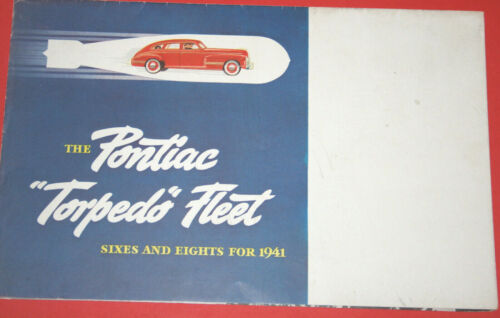 THE Pontiac
"Torpedo" Fleet
SIXES AND EIGHTS FOR 1941